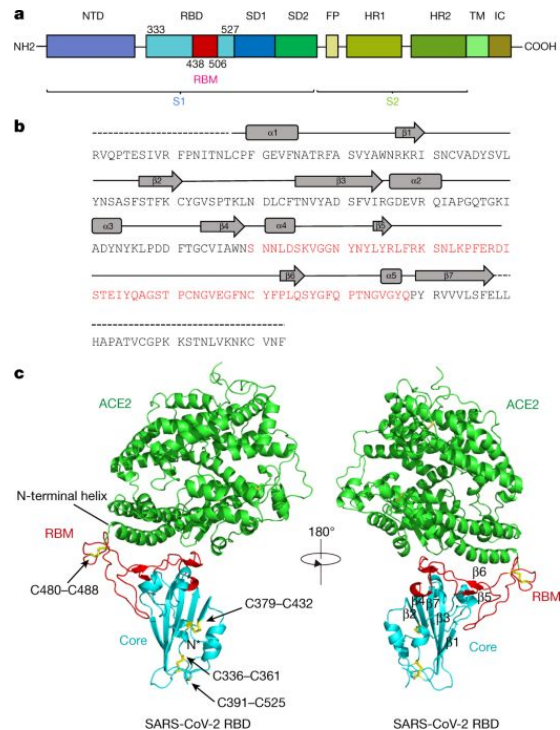 a
NTD RBD SD1 SD2 FP HR1 HR2 TM IC
333 527
NH2 COOH
438 506
RBM
S1 S2
b
α1 β1
RVQPTESIVR FPNITNLCPF GEVFNATRFA SVYAWNRKRI SNCVADYSVL
β2 β3 α2
YNSASFSTFK CYGVSPTKLN DLCFTNVYAD SFVIRGDEVR QIAPGQTGKI
α3 β4 α4 β5
ADYNYKLPDD FTGCVIAWNS NNLDSKVGGN YNYLYRLFRK SNLKPFERDI
β6 α5 β7
STEIYQAGST PCNGVEGFNC YFPLQSYGFQ PTNGVGYQPY RVVVLSFELL
HAPATVCGPK KSTNLVKNKC VNF
c
ACE2 ACE2
N-terminal helix
180°
RBM
β6
C480–C488
β5 RBM
β4 β7
β2 β3
C379–C432
Core N* Core
β1
C336–C361
C391–C525
SARS-CoV-2 RBD SARS-CoV-2 RBD